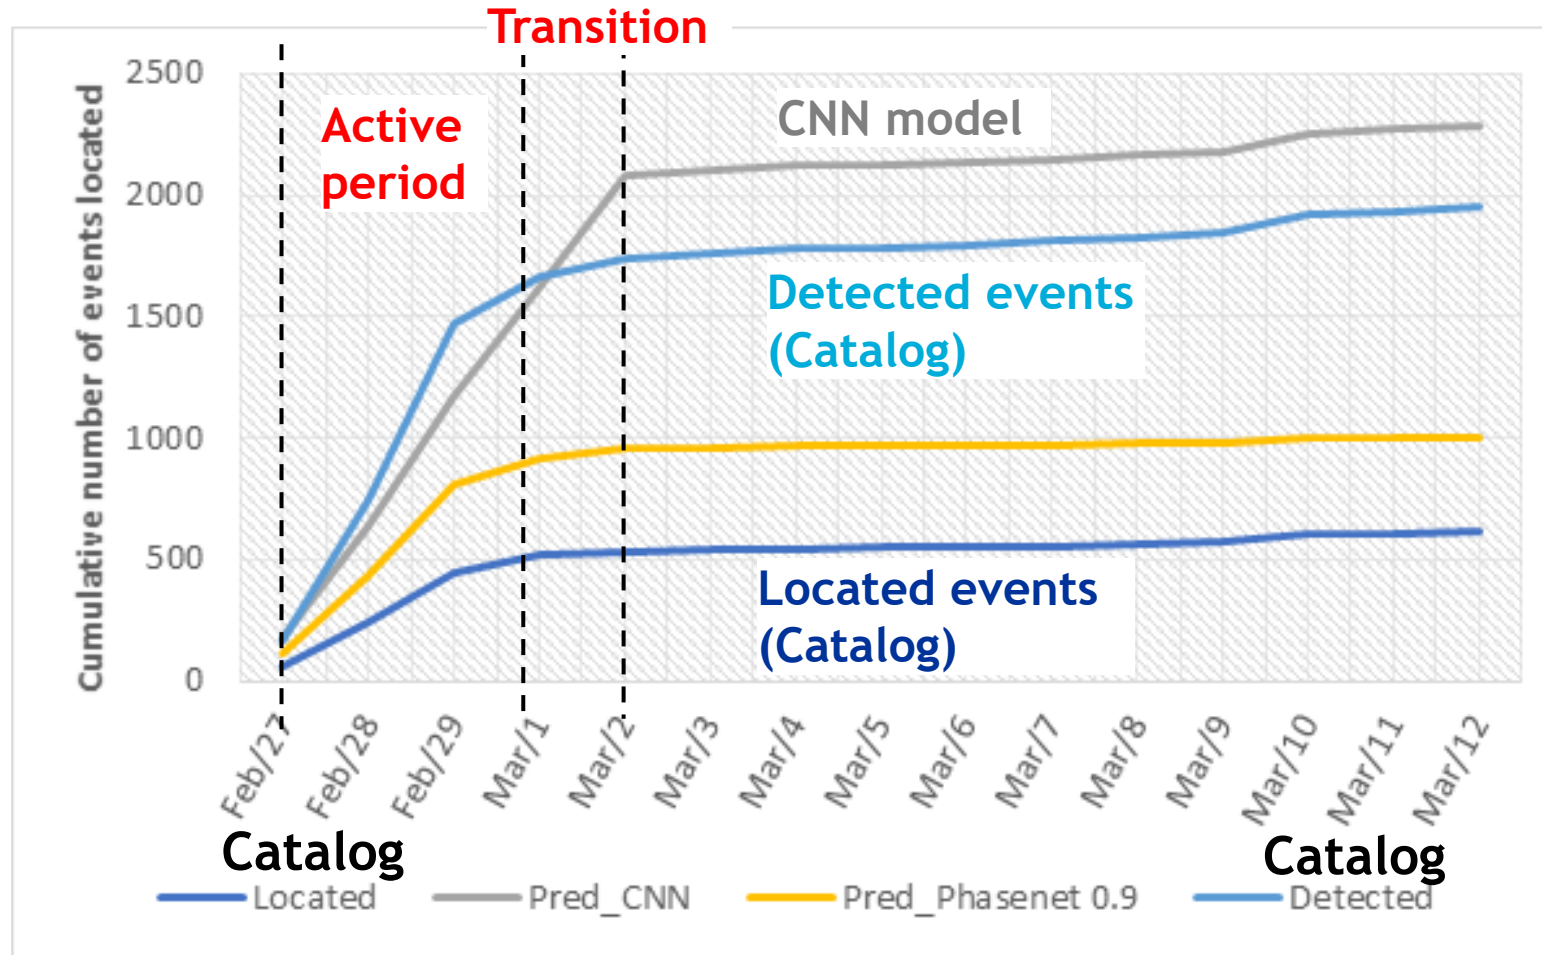 Transition
2500
2000
1500
1000
500
0
Cumulative number of events located
Active
period
CNN model
Detected events
(Catalog)
Located events
(Catalog)
Feb/27
Feb/28
Feb/29
Mar/1
Mar/2
Mar/3
Mar/4
Mar/5
Mar/6
Mar/7
Mar/8
Mar/9
Mar/10
Mar/11
Mar/12
Catalog
Catalog
Located
Pred_CNN
Pred_Phasenet 0.9
Detected